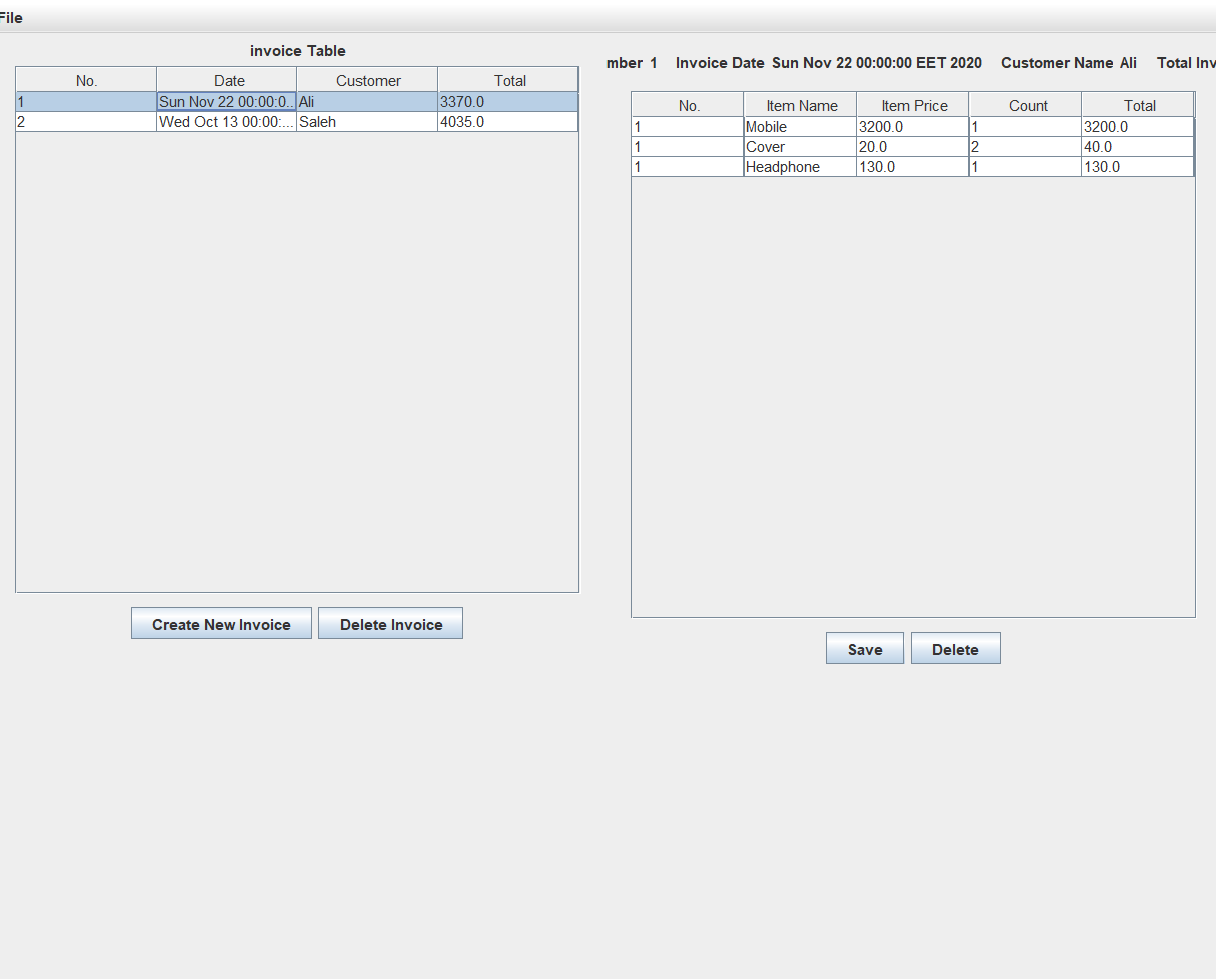 File
invoice Table
No. Date Customer Total
1 Sun Nov 22 00:00:0... Ali 3370.0
2 Wed Oct 13 00:00:... Saleh 4035.0
Create New Invoice Delete Invoice
mber 1 Invoice Date Sun Nov 22 00:00:00 EET 2020 Customer Name Ali Total Inv
No. Item Name Item Price Count Total
1 Mobile 3200.0 1 3200.0
1 Cover 20.0 2 40.0
1 Headphone 130.0 1 130.0
Save Delete